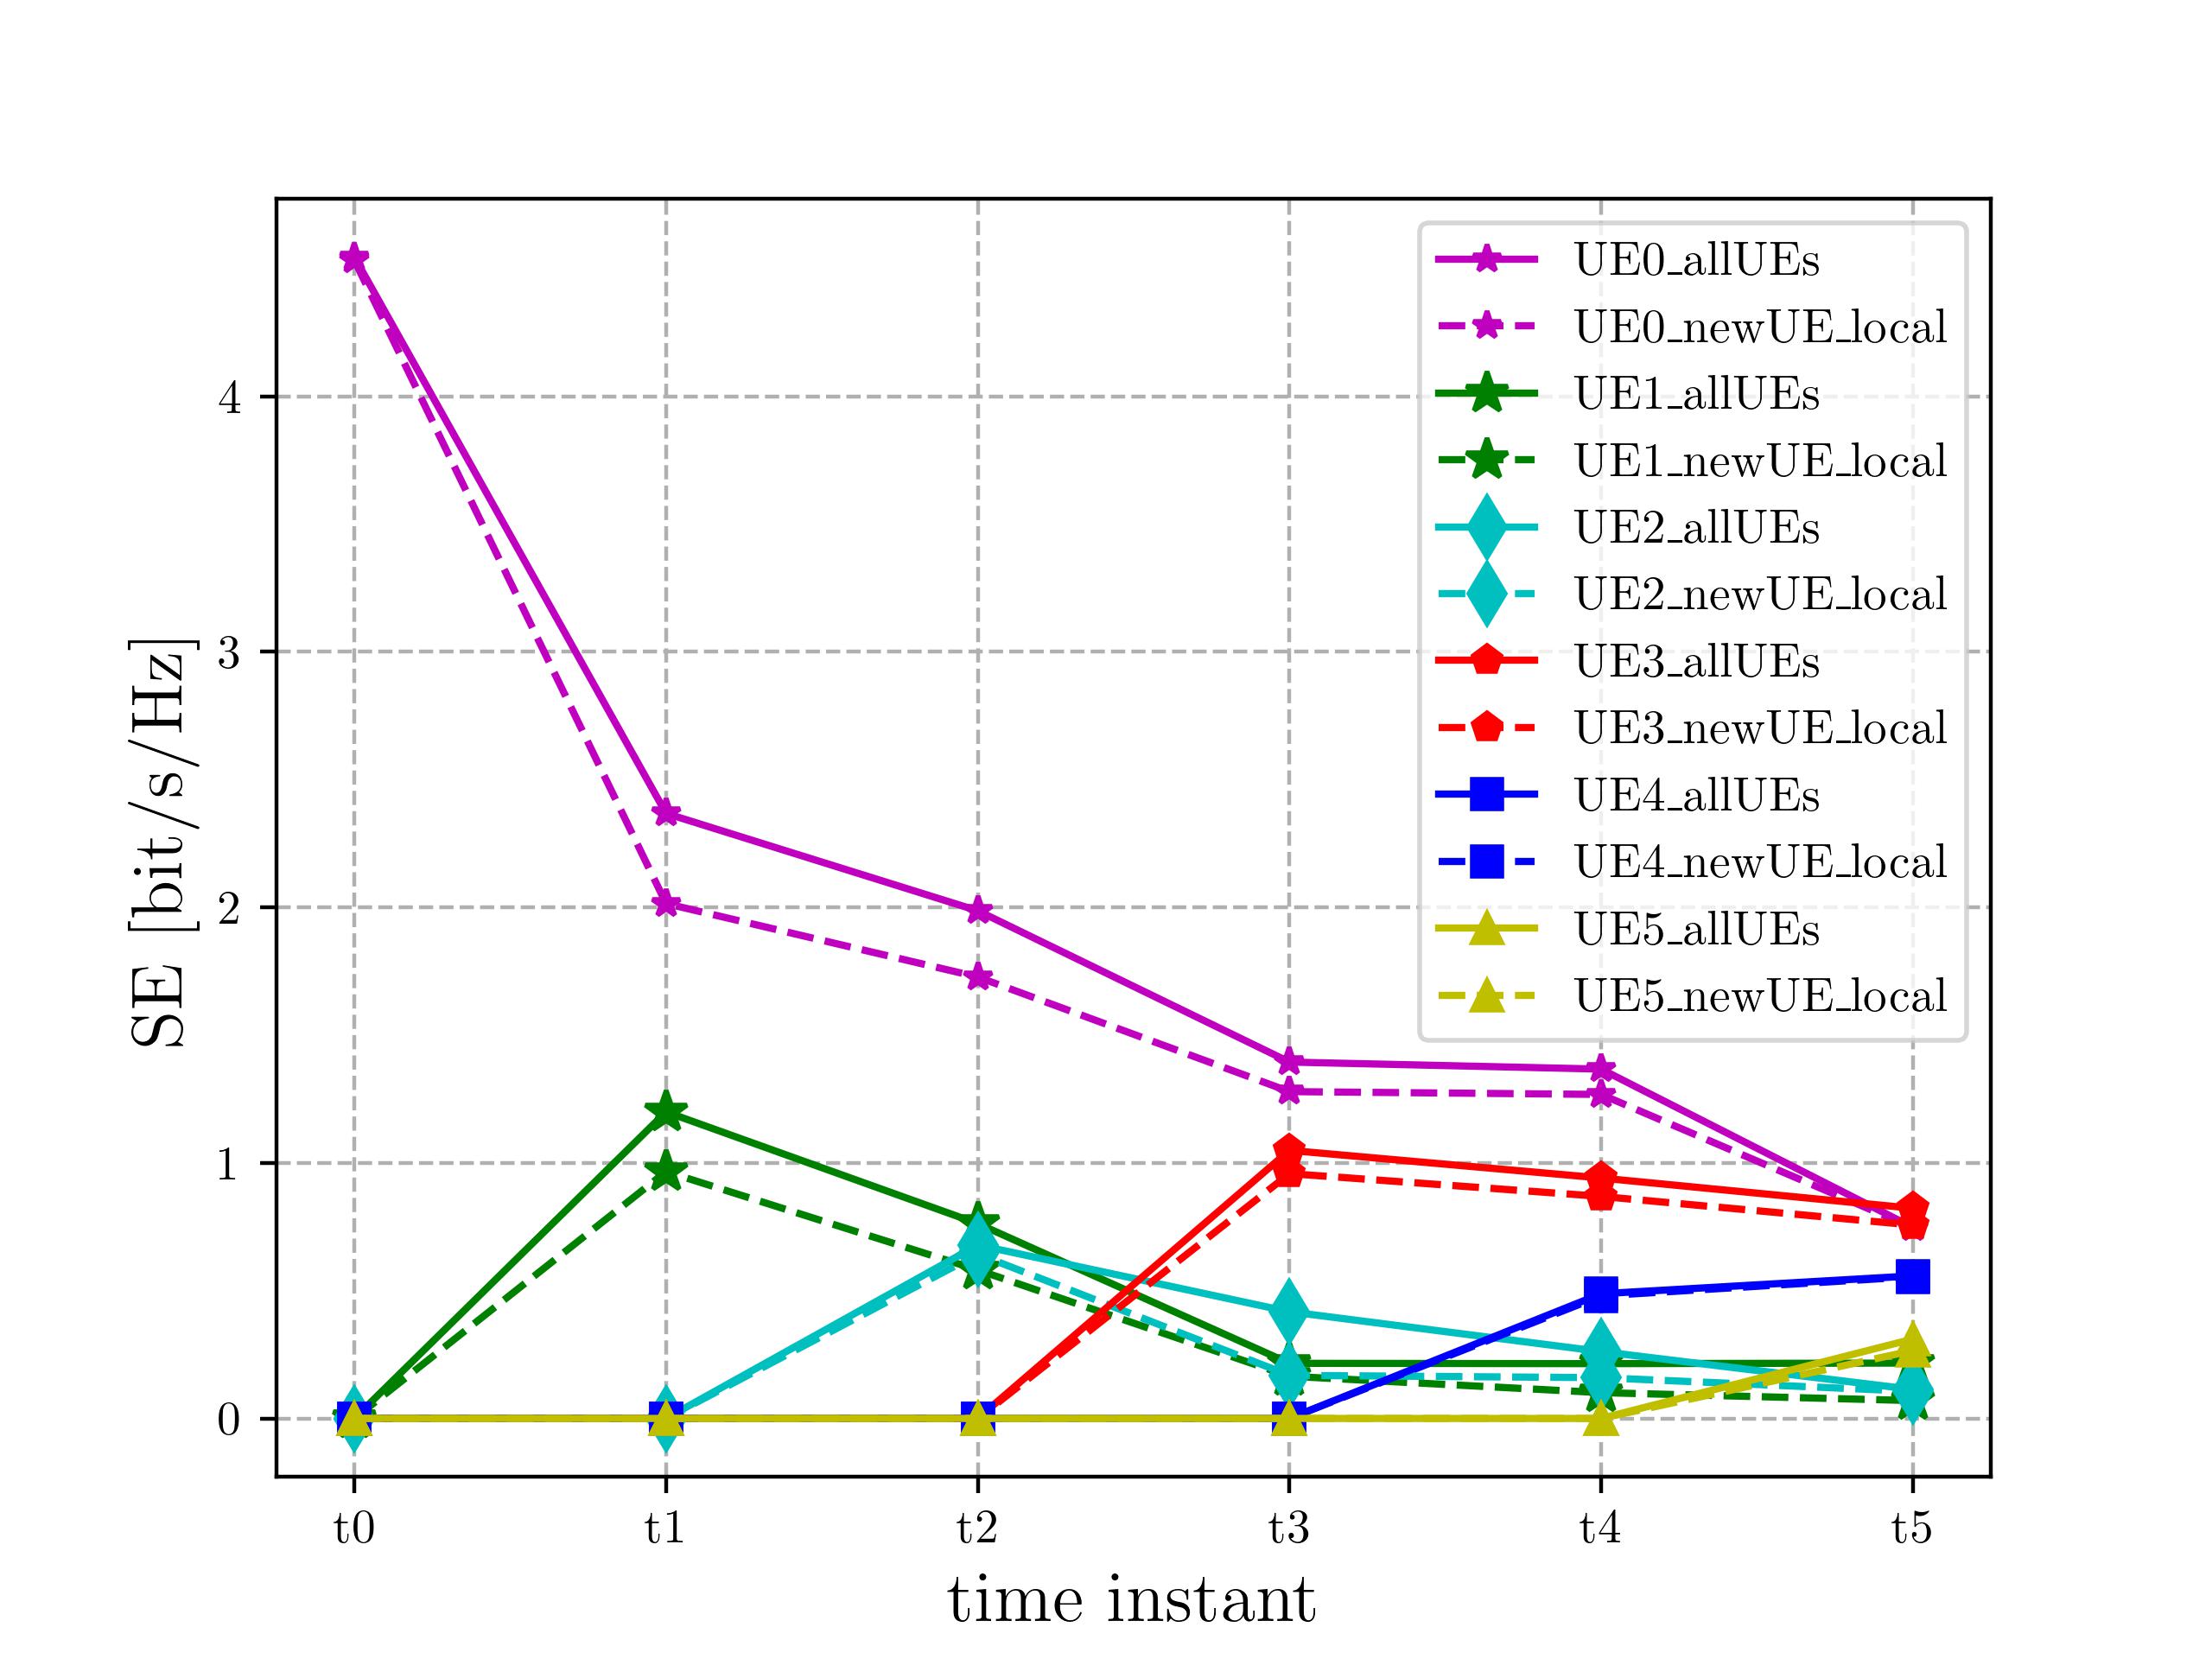 SE [bit/s/Hz]
4
3
2
1
0
t0 t1 t2 t3 t4 t5
time instant
UE0_allUEs
UE0_newUE_local
UE1_allUEs
UE1_newUE_local
UE2_allUEs
UE2_newUE_local
UE3_allUEs
UE3_newUE_local
UE4_allUEs
UE4_newUE_local
UE5_allUEs
UE5_newUE_local